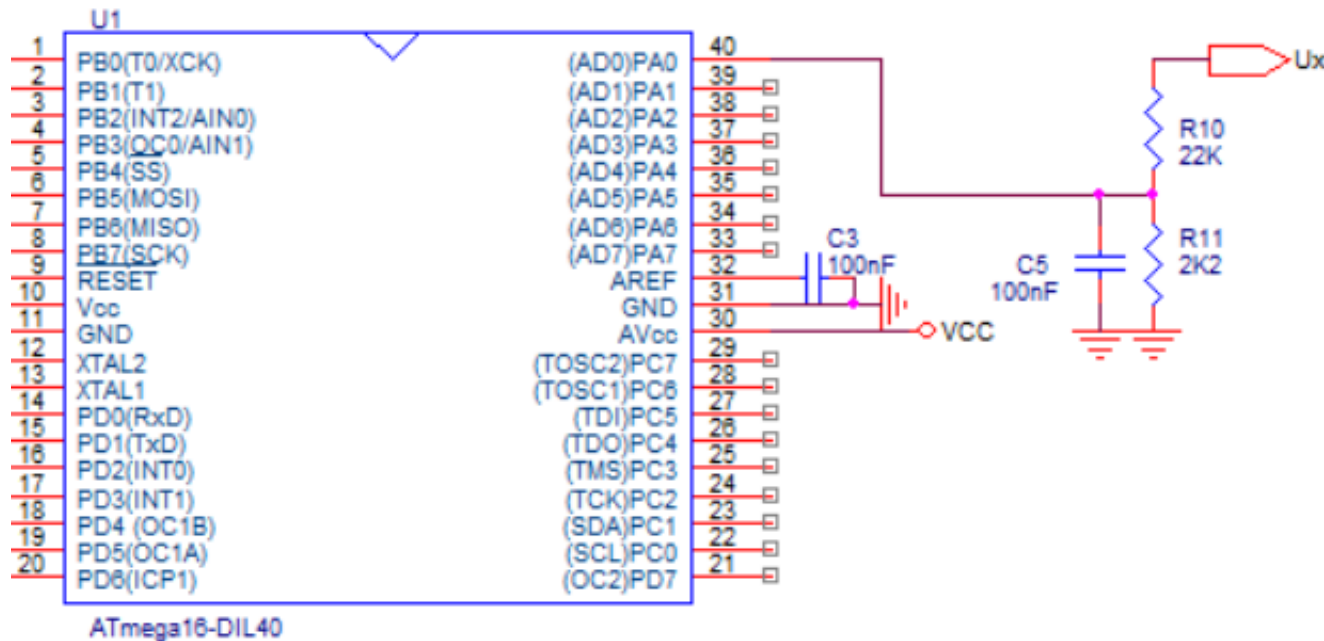 U1
1 PB0(T0/XCK) (AD0)PA0 40
2 PB1(T1) (AD1)PA1 39
3 PB2(INT2/AIN0) (AD2)PA2 38
4 PB3(OC0/AIN1) (AD3)PA3 37
5 PB4(SS) (AD4)PA4 36
6 PB5(MOSI) (AD5)PA5 35
7 PB6(MISO) (AD6)PA6 34
8 PB7(SCK) (AD7)PA7 33
9 RESET AREF 32
10 Vcc GND 31
11 GND AVcc 30
12 XTAL2 (TOSC2)PC7 29
13 XTAL1 (TOSC1)PC6 28
14 PD0(RxD) (TDI)PC5 27
15 PD1(TxD) (TDO)PC4 26
16 PD2(INT0) (TMS)PC3 25
17 PD3(INT1) (TCK)PC2 24
18 PD4 (OC1B) (SDA)PC1 23
19 PD5(OC1A) (SCL)PC0 22
20 PD6(ICP1) (OC2)PD7 21
ATmega16-DIL40
Ux
R10
22K
R11
2K2
C5
100nF
C3
100nF
VCC